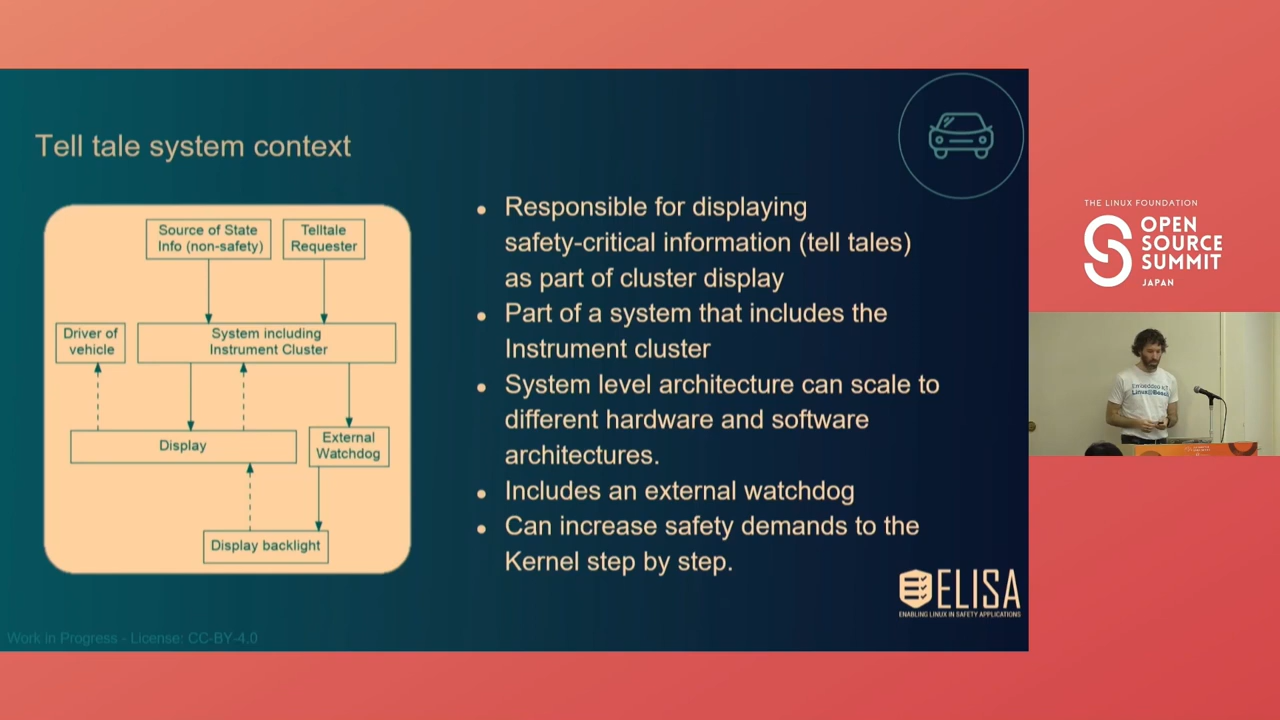 Tell tale system context
Source of State
Info (non-safety)
Telltale
Requester
Driver of
vehicle
System including
Instrument Cluster
Display
External
Watchdog
Display backlight
Responsible for displaying
safety-critical information (tell tales)
as part of cluster display
Part of a system that includes the
Instrument cluster
System level architecture can scale to
different hardware and software
architectures.
Includes an external watchdog
Can increase safety demands to the
Kernel step by step.
ELISA
ENABLING LINUX IN SAFETY APPLICATIONS
Work in Progress - License: CC-BY-4.0
THE LINUX FOUNDATION
OPEN
SOURCE
SUMMIT
JAPAN